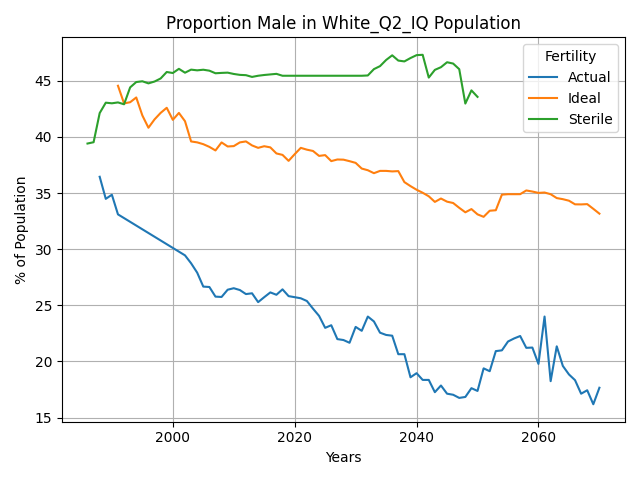 Proportion Male in White_Q2_IQ Population
Fertility
Actual
Ideal
Sterile
% of Population
45
40
35
30
25
20
15
2000
2020
2040
2060
Years